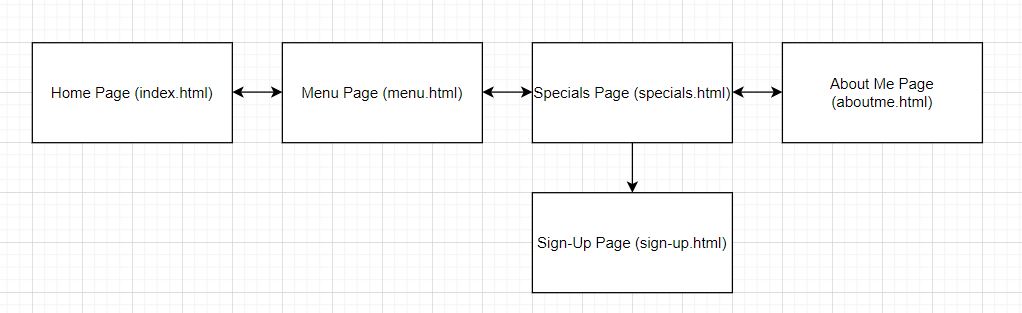 Home Page (index.html)
Menu Page (menu.html)
Specials Page (specials.html)
About Me Page
(aboutme.html)
Sign-Up Page (sign-up.html)